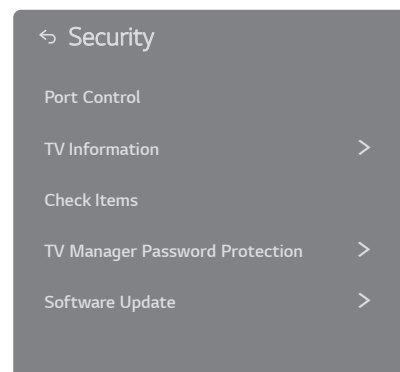 Security
Port Control
TV Information
Check Items
TV Manager Password Protection
Software Update